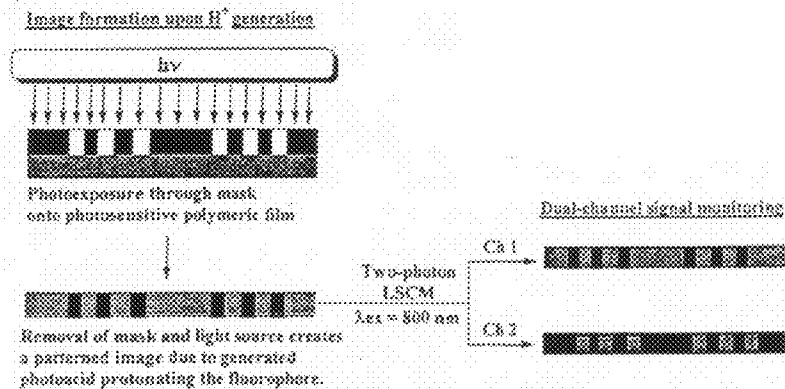 Image formation upon H⁺ generation
hν
Photoexposure through mask
onto photosensitive polymeric film
Removal of mask and light source creates
a patterned image due to generated
photoacid protonating the fluorophore.
Two-photon
LSCM
λex = 800 nm
Dual-channel signal monitoring
Ch 1
Ch 2